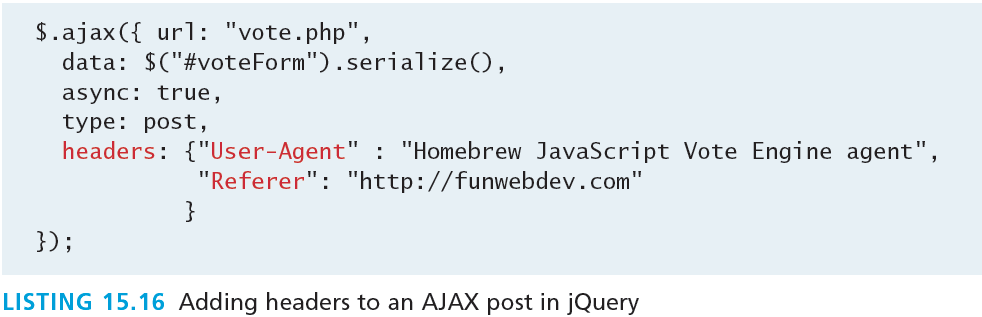 $.ajax({ url: "vote.php",
data: $("#voteForm").serialize(),
async: true,
type: post,
headers: {"User-Agent" : "Homebrew JavaScript Vote Engine agent",
"Referer": "http://funwebdev.com"
}
});
LISTING 15.16 Adding headers to an AJAX post in jQuery